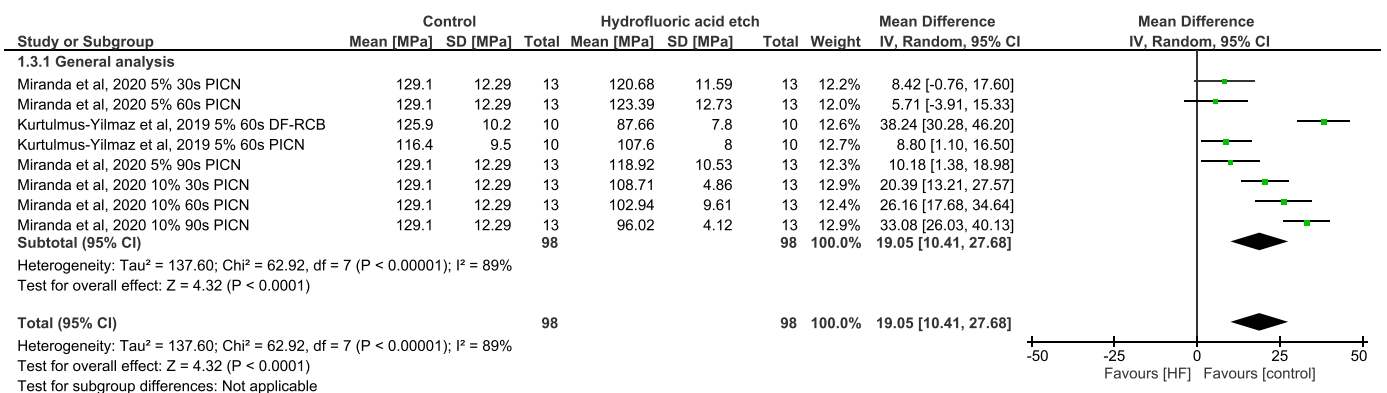 Control Hydrofluoric acid etch Mean Difference Mean Difference
Study or Subgroup Mean [MPa] SD [MPa] Total Mean [MPa] SD [MPa] Total Weight IV, Random, 95% CI IV, Random, 95% CI
1.3.1 General analysis
Miranda et al, 2020 5% 30s PICN 129.1 12.29 13 120.68 11.59 13 12.2% 8.42 [-0.76, 17.60]
Miranda et al, 2020 5% 60s PICN 129.1 12.29 13 123.39 12.73 13 12.0% 5.71 [-3.91, 15.33]
Kurtulmus-Yilmaz et al, 2019 5% 60s DF-RCB 125.9 10.2 10 87.66 7.8 10 12.6% 38.24 [30.28, 46.20]
Kurtulmus-Yilmaz et al, 2019 5% 60s PICN 116.4 9.5 10 107.6 8 10 12.7% 8.80 [1.10, 16.50]
Miranda et al, 2020 5% 90s PICN 129.1 12.29 13 118.92 10.53 13 12.3% 10.18 [1.38, 18.98]
Miranda et al, 2020 10% 30s PICN 129.1 12.29 13 108.71 4.86 13 12.9% 20.39 [13.21, 27.57]
Miranda et al, 2020 10% 60s PICN 129.1 12.29 13 102.94 9.61 13 12.4% 26.16 [17.68, 34.64]
Miranda et al, 2020 10% 90s PICN 129.1 12.29 13 96.02 4.12 13 12.9% 33.08 [26.03, 40.13]
Subtotal (95% CI) 98 98 100.0% 19.05 [10.41, 27.68]
Heterogeneity: Tau² = 137.60; Chi² = 62.92, df = 7 (P < 0.00001); I² = 89%
Test for overall effect: Z = 4.32 (P < 0.0001)
Total (95% CI) 98 98 100.0% 19.05 [10.41, 27.68]
Heterogeneity: Tau² = 137.60; Chi² = 62.92, df = 7 (P < 0.00001); I² = 89%
Test for overall effect: Z = 4.32 (P < 0.0001)
Test for subgroup differences: Not applicable
-50 -25 0 25 50
Favours [HF] Favours [control]